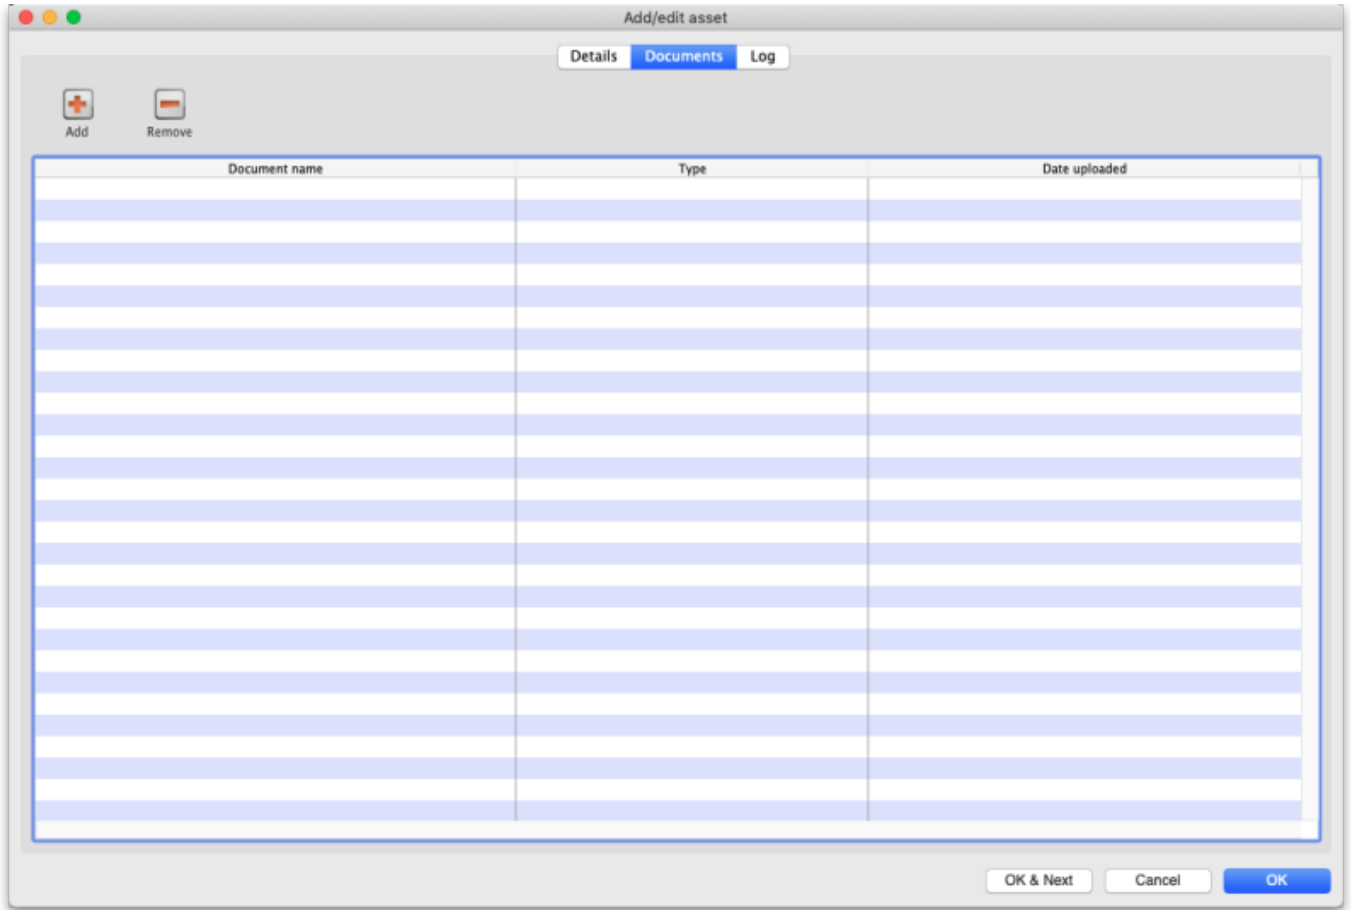 Add/edit asset
Details Documents Log
Add Remove
Document name Type Date uploaded
OK & Next Cancel OK